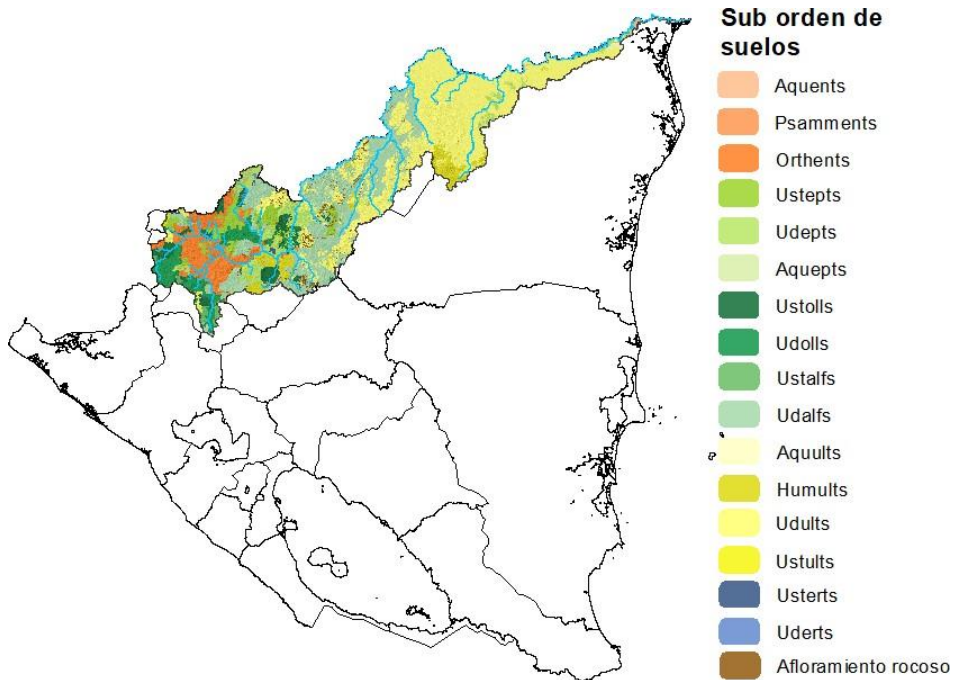 Sub orden de
suelos
Aquents
Psamments
Orthents
Ustepts
Udepts
Aquepts
Ustolls
Udolls
Ustalfs
Udalfs
Aquults
Humults
Udults
Ustults
Usterts
Uderts
Afloramiento rocoso